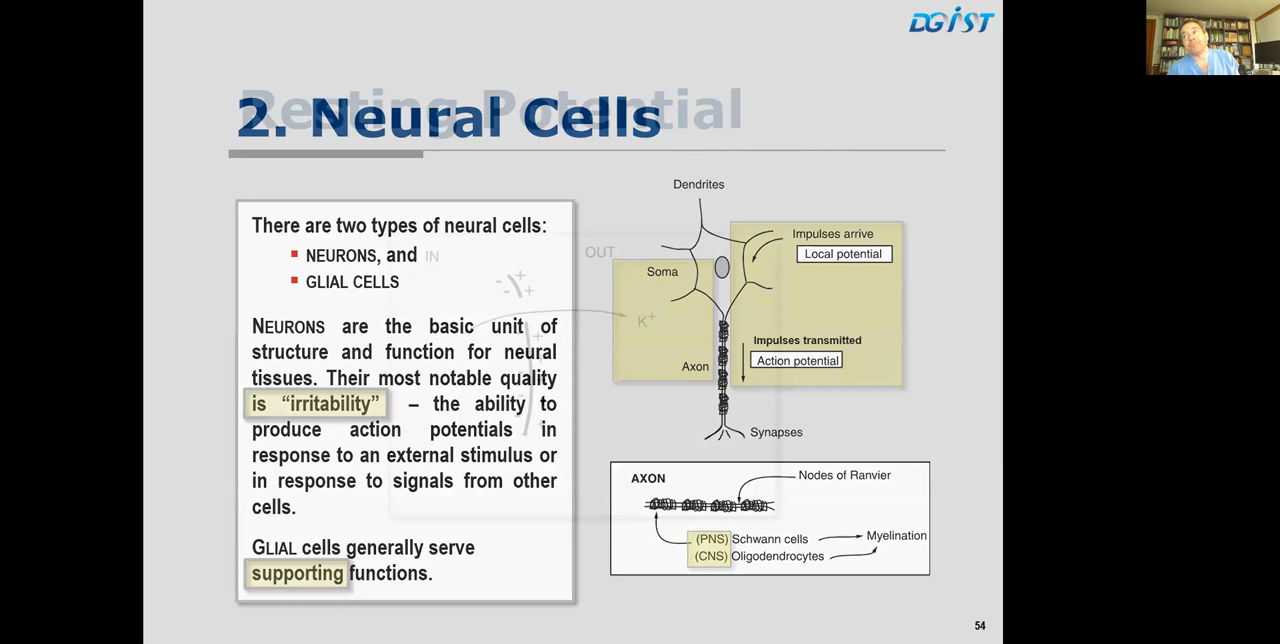 DGIST
Resting Potential
2. Neural Cells
There are two types of neural cells:
▪ NEURONS, and
▪ GLIAL CELLS
IN
OUT
K+
NEURONS are the basic unit of
structure and function for neural
tissues. Their most notable quality
is “irritability” – the ability to
produce action potentials in
response to an external stimulus or
in response to signals from other
cells.
GLIAL cells generally serve
supporting functions.
Dendrites
Impulses arrive
Local potential
Soma
Impulses transmitted
Action potential
Axon
Synapses
AXON
Nodes of Ranvier
(PNS) Schwann cells
Myelination
(CNS) Oligodendrocytes
54